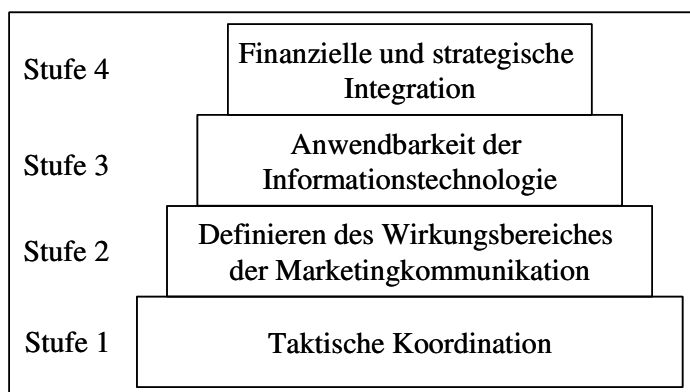 Stufe 4
Finanzielle und strategische
Integration
Stufe 3
Anwendbarkeit der
Informationstechnologie
Stufe 2
Definieren des Wirkungsbereiches
der Marketingkommunikation
Stufe 1
Taktische Koordination